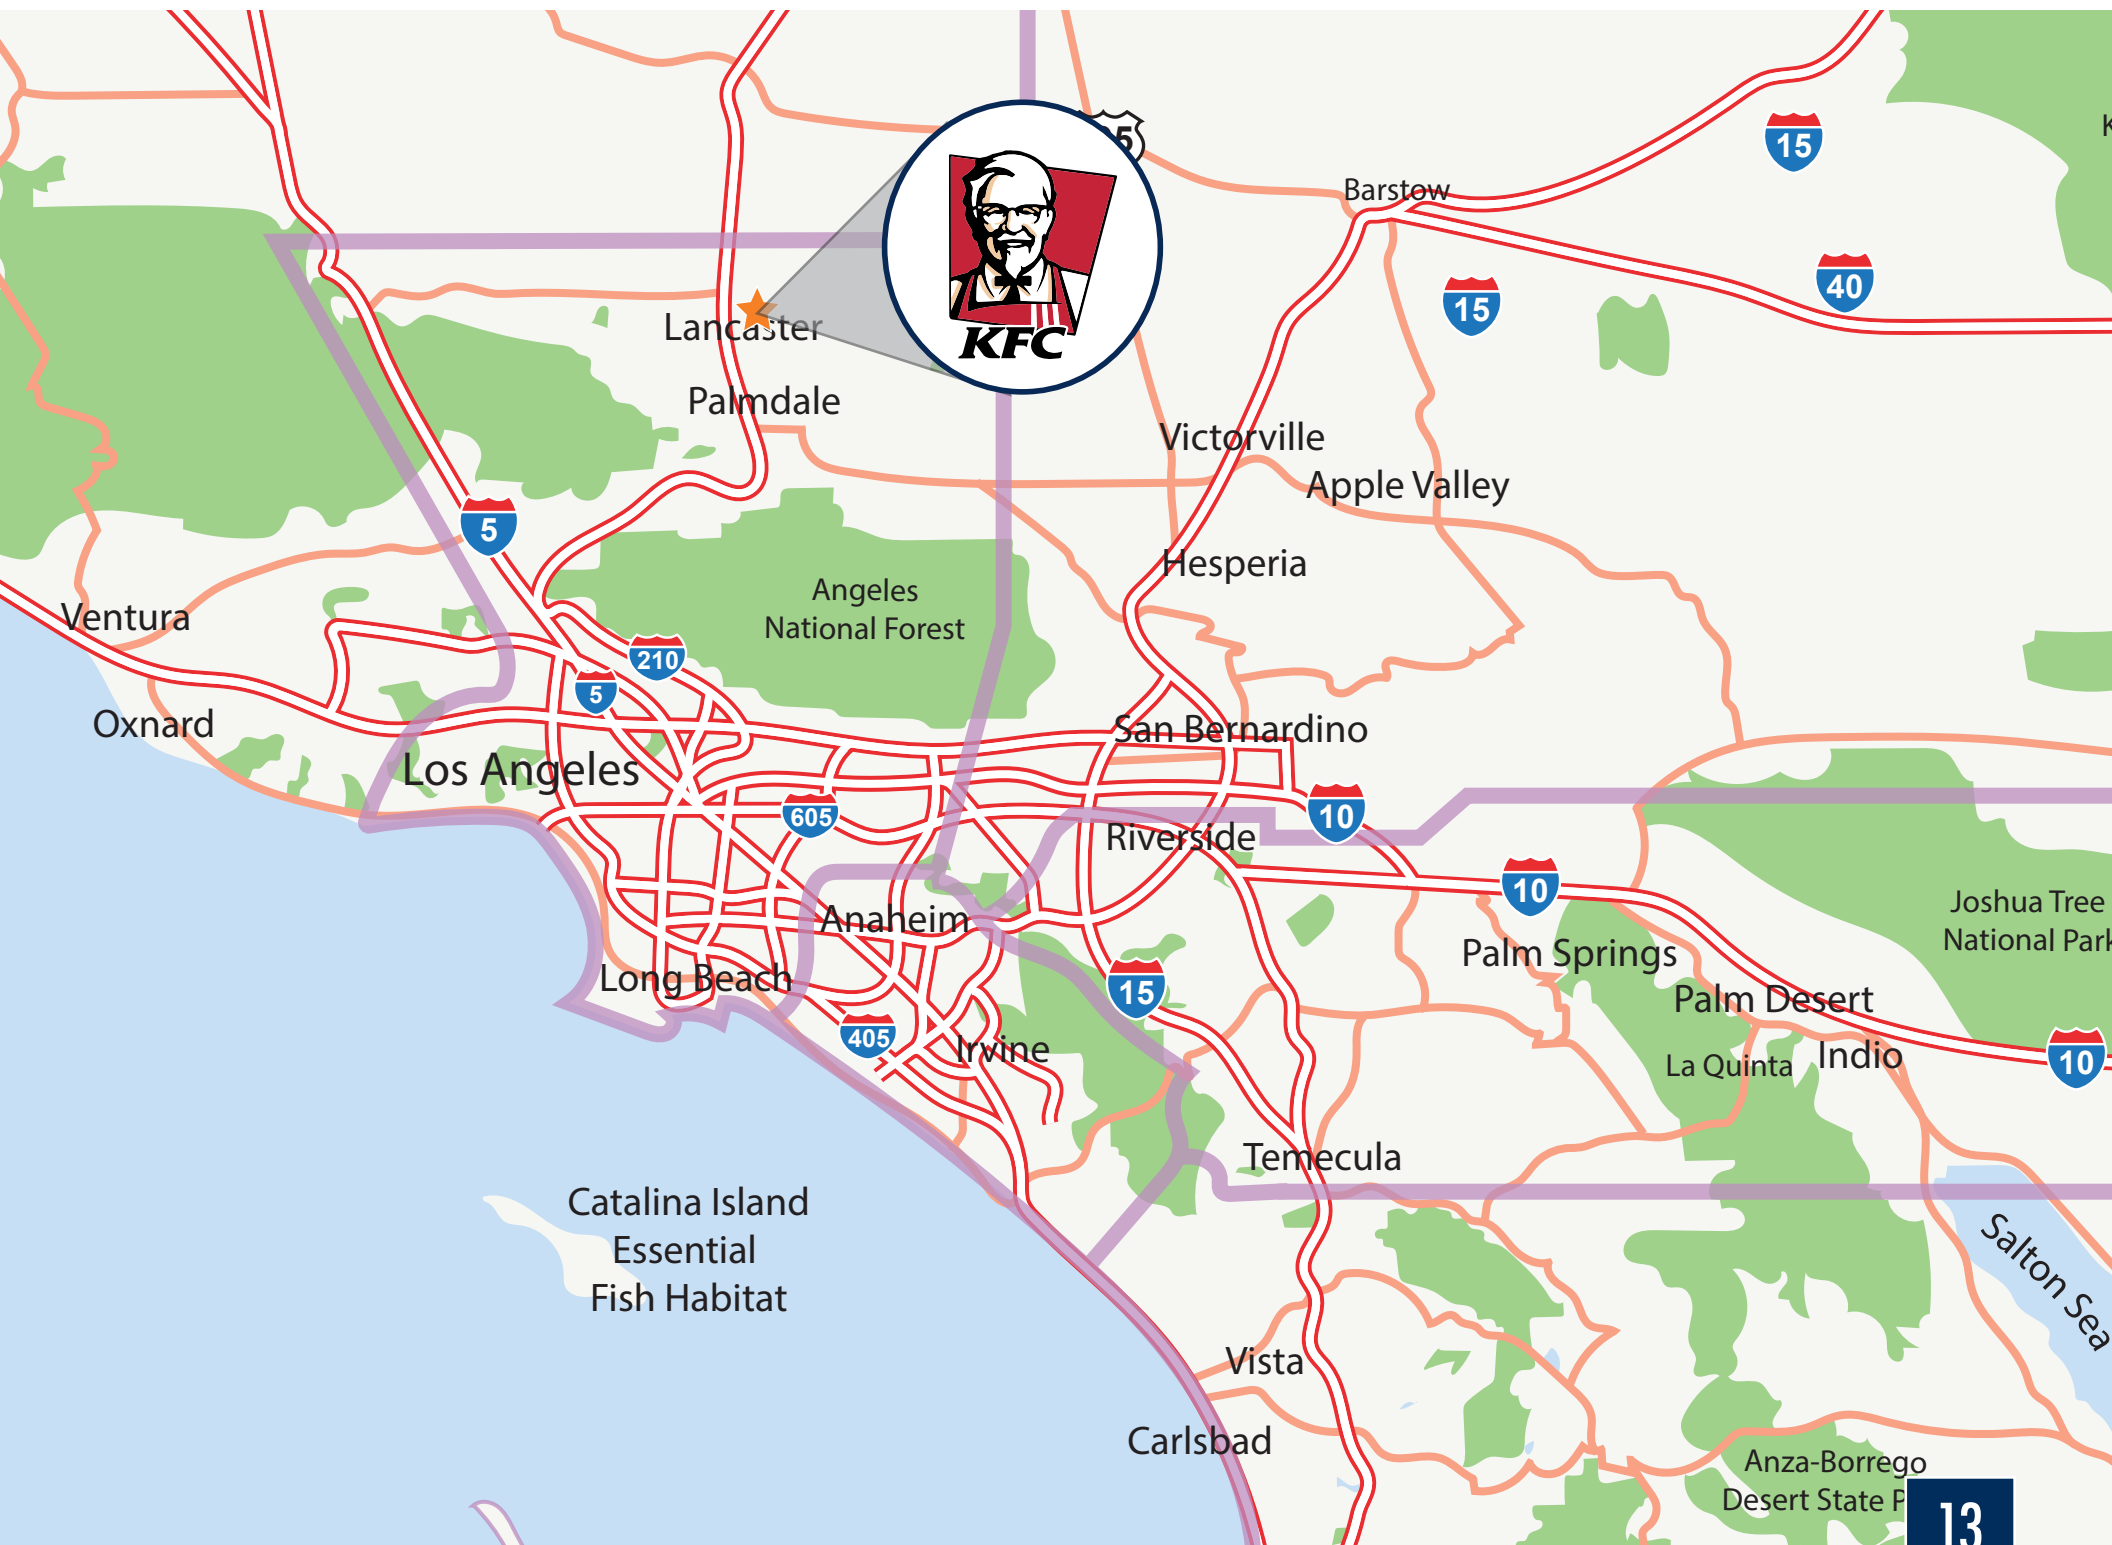 15
Barstow
40
15
KFC
Lancaster
Palmdale
Victorville
Apple Valley
5
Hesperia
Angeles
National Forest
Ventura
210
5
Oxnard
San Bernardino
Los Angeles
605
10
Riverside
10
Joshua Tree
National Park
Anaheim
Palm Springs
Long Beach
15
Palm Desert
405
Irvine
La Quinta
Indio
10
Temecula
Catalina Island
Essential
Fish Habitat
Salton Sea
Vista
Carlsbad
Anza-Borrego
Desert State P
13